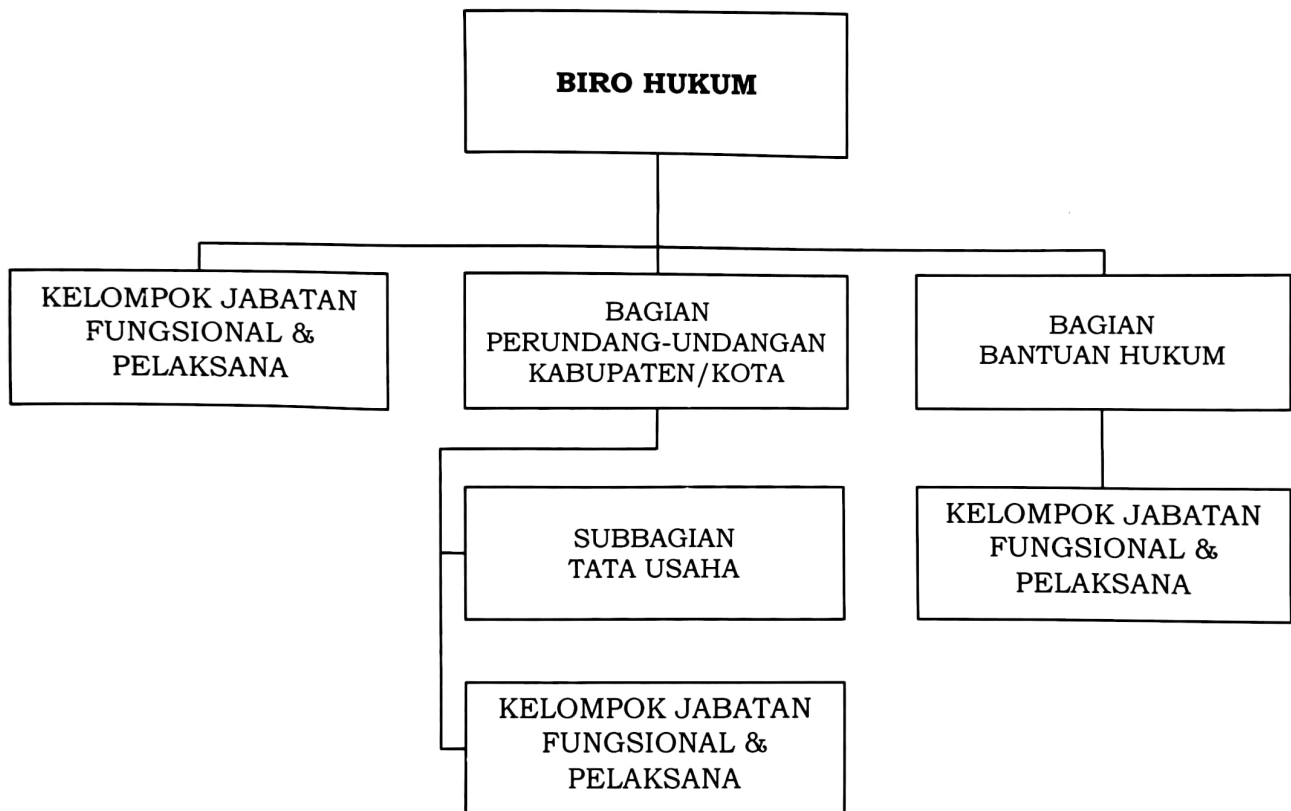 BIRO HUKUM
KELOMPOK JABATAN
FUNGSIONAL &
PELAKSANA
BAGIAN
PERUNDANG-UNDANGAN
KABUPATEN/KOTA
BAGIAN
BANTUAN HUKUM
SUBBAGIAN
TATA USAHA
KELOMPOK JABATAN
FUNGSIONAL &
PELAKSANA
KELOMPOK JABATAN
FUNGSIONAL &
PELAKSANA